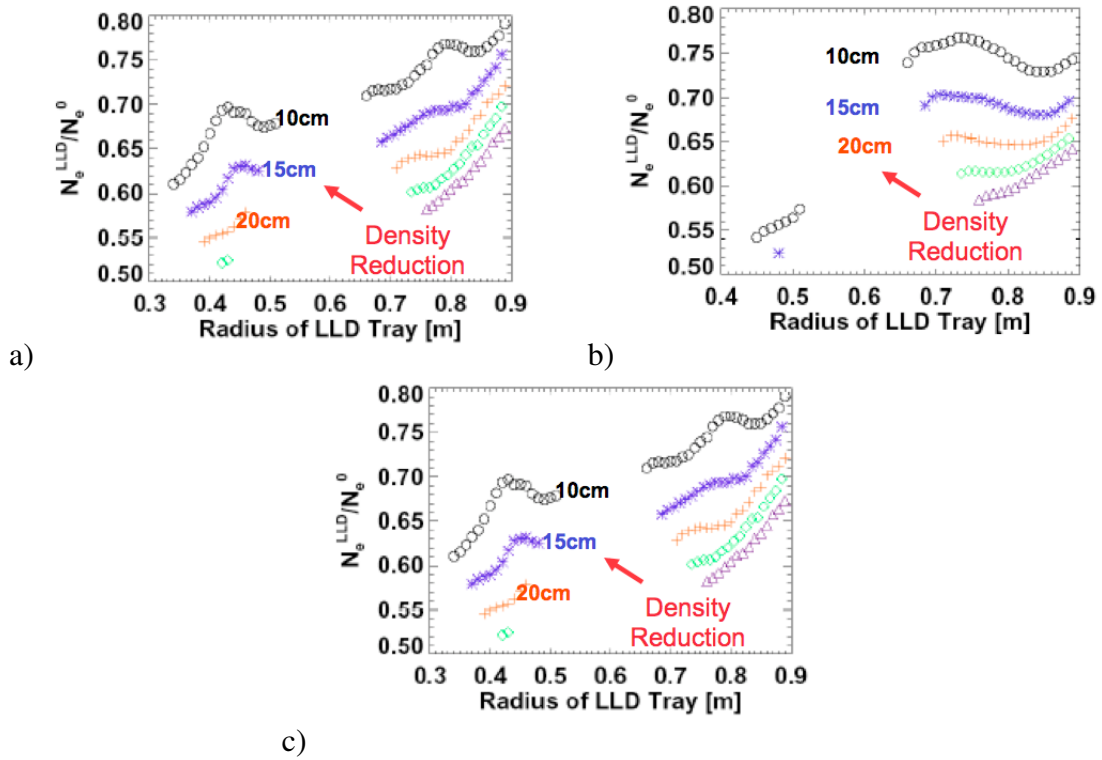 0.80
0.75
0.70
0.65
0.60
0.55
0.50
N_e^LLD/N_e^0
10cm
15cm
20cm
Density
Reduction
0.3 0.4 0.5 0.6 0.7 0.8 0.9
Radius of LLD Tray [m]
a)
0.80
0.75
0.70
0.65
0.60
0.55
0.50
N_e^LLD/N_e^0
10cm
15cm
20cm
Density
Reduction
0.4 0.5 0.6 0.7 0.8 0.9
Radius of LLD Tray [m]
b)
0.80
0.75
0.70
0.65
0.60
0.55
0.50
N_e^LLD/N_e^0
10cm
15cm
20cm
Density
Reduction
0.3 0.4 0.5 0.6 0.7 0.8 0.9
Radius of LLD Tray [m]
c)